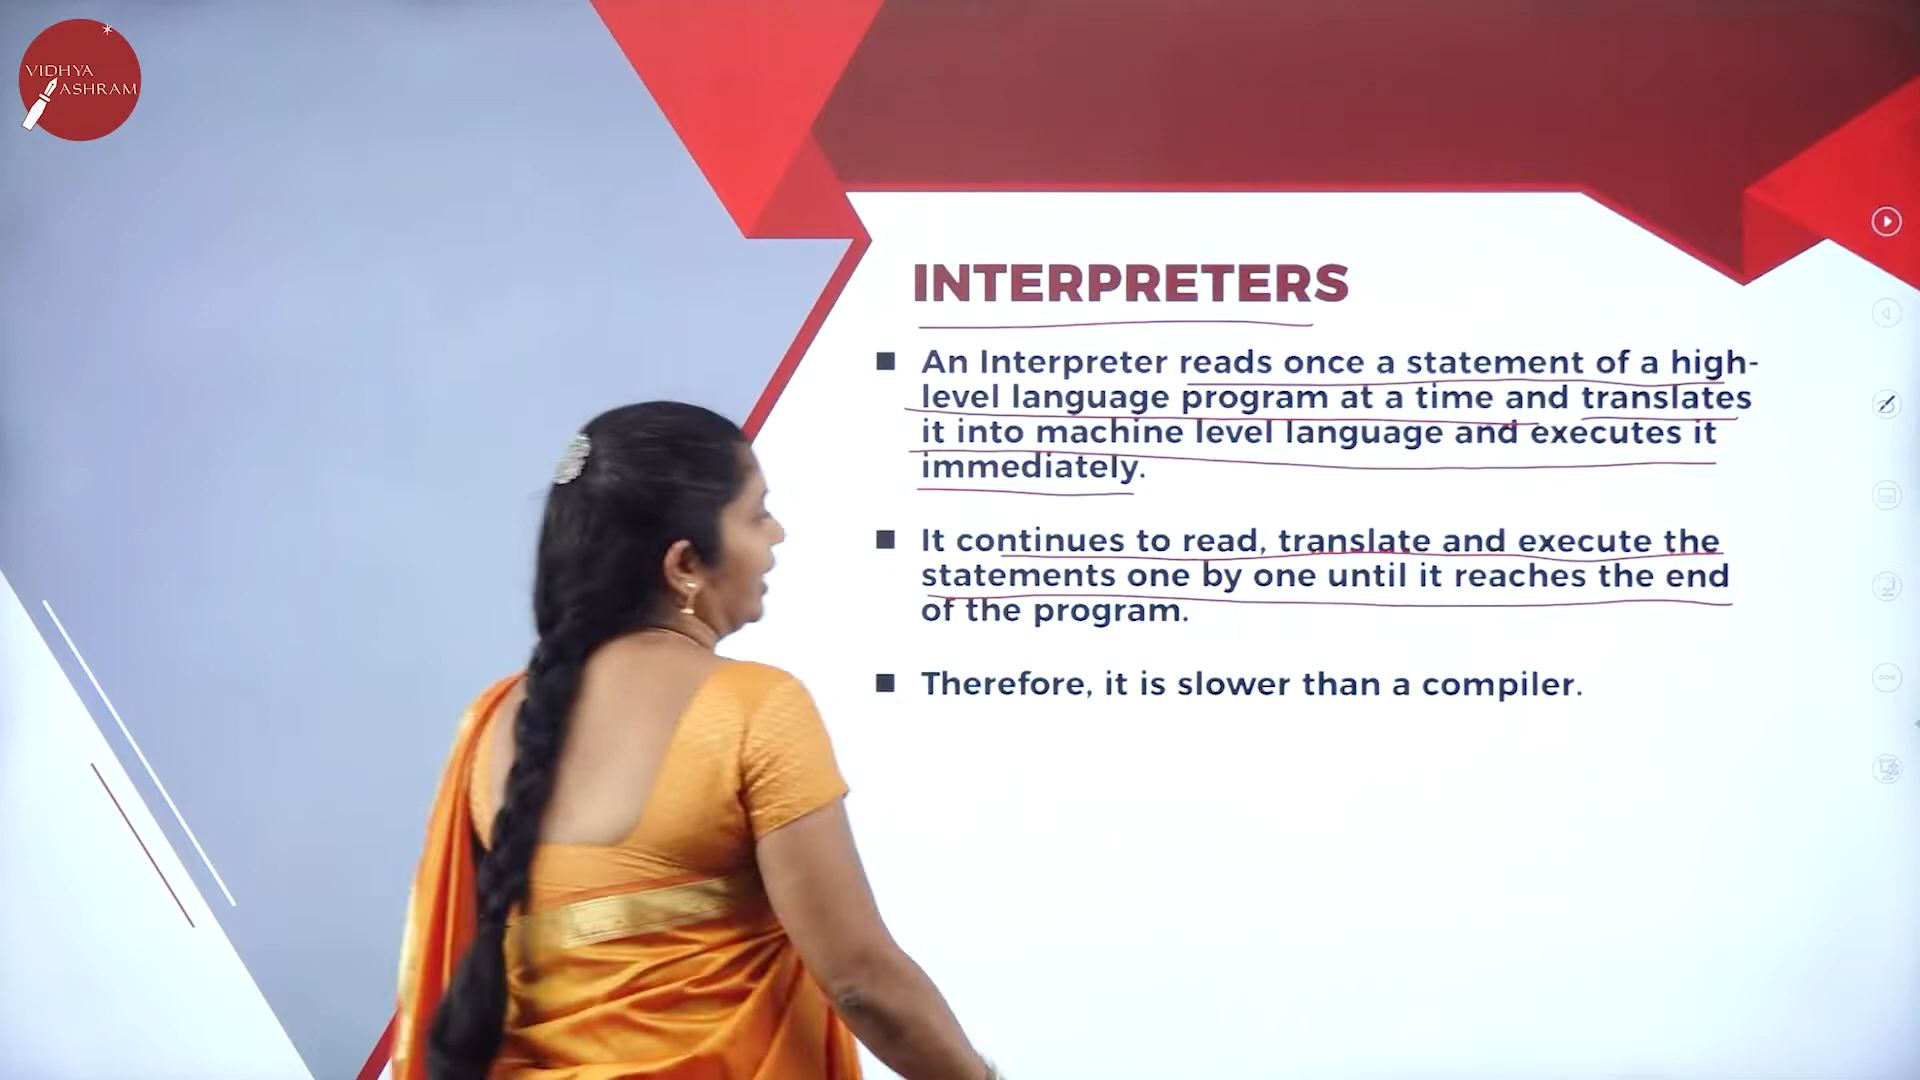 VIDHYA
ASHRAM
INTERPRETERS
An Interpreter reads once a statement of a high-
level language program at a time and translates
it into machine level language and executes it
immediately.
It continues to read, translate and execute the
statements one by one until it reaches the end
of the program.
Therefore, it is slower than a compiler.